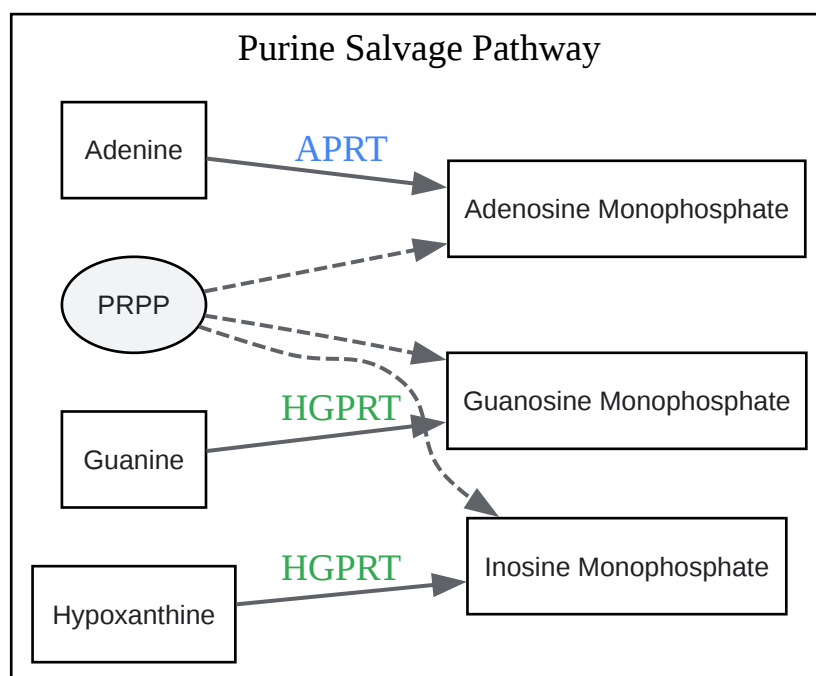 Purine Salvage Pathway
Adenine
APRT
Adenosine Monophosphate
PRPP
Guanosine Monophosphate
HGPRT
Guanine
HGPRT
Inosine Monophosphate
Hypoxanthine